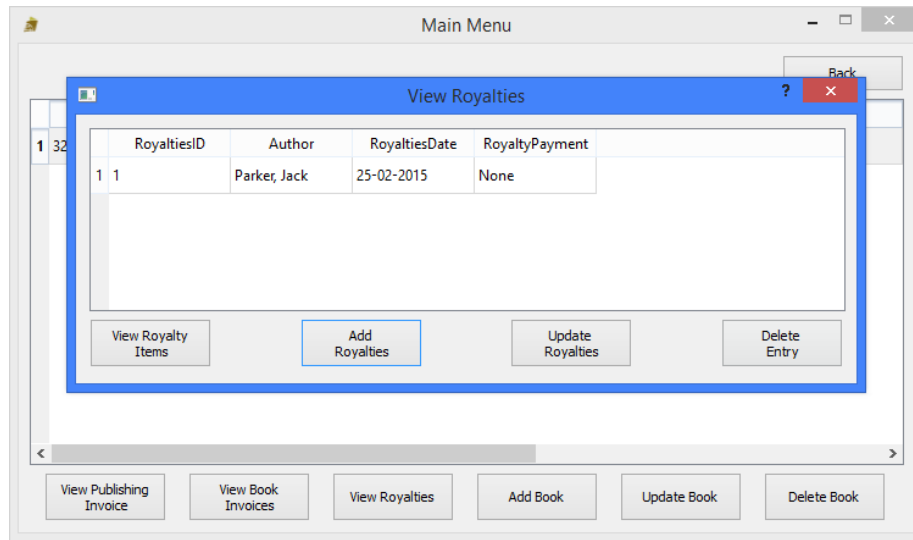 Main Menu
Back
View Royalties
?
RoyaltiesID Author RoyaltiesDate RoyaltyPayment
1 32
1 1 Parker, Jack 25-02-2015 None
View Royalty
Items
Add
Royalties
Update
Royalties
Delete
Entry
View Publishing
Invoice
View Book
Invoices
View Royalties
Add Book
Update Book
Delete Book